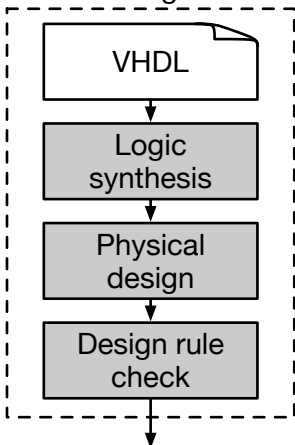 VHDL
Logic
synthesis
Physical
design
Design rule
check